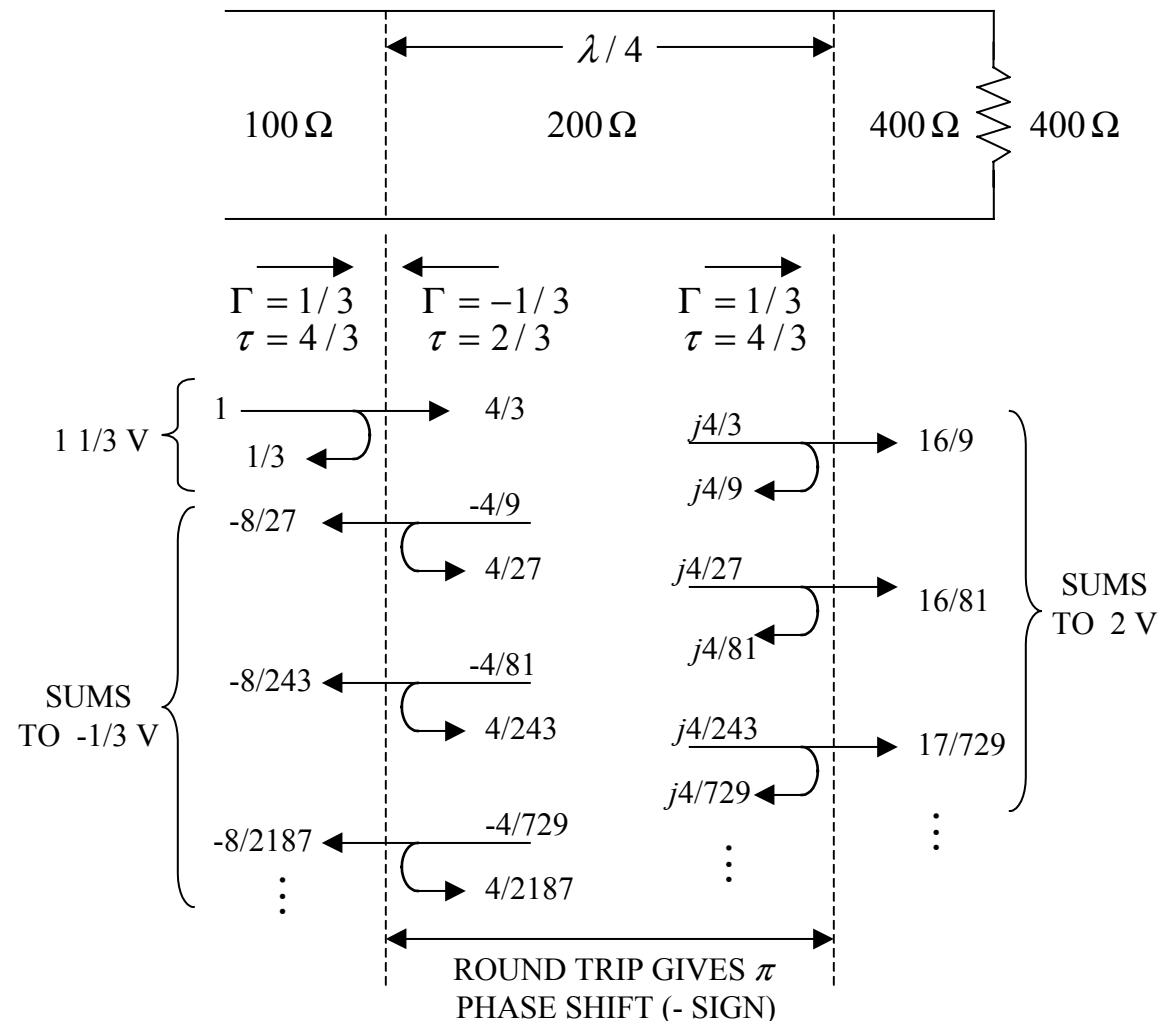 λ/4
100 Ω
200 Ω
400 Ω
400 Ω
Γ = 1/3
τ = 4/3
Γ = −1/3
τ = 2/3
Γ = 1/3
τ = 4/3
1 1/3 V
1
4/3
1/3
j4/3
16/9
j4/9
-8/27
-4/9
4/27
j4/27
16/81
j4/81
SUMS
TO 2 V
-8/243
-4/81
4/243
SUMS
TO -1/3 V
j4/243
17/729
j4/729
-8/2187
-4/729
4/2187
ROUND TRIP GIVES π
PHASE SHIFT (- SIGN)